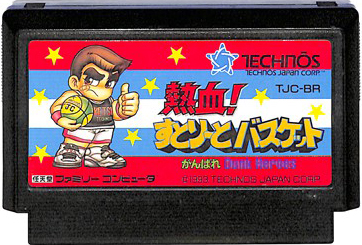 TECHNOS
TECHNOS JAPAN CORP.
TJC-BR
熱血!
すとりーとバスケット
がんばれ DUNK HEROES
任天堂 ファミリーコンピュータ
©1993 TECHNOS JAPAN CORP.